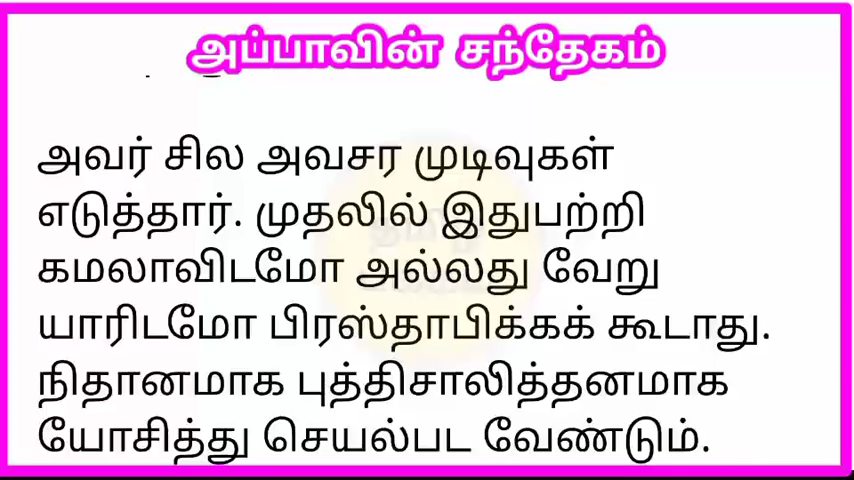 அப்பாவின் சந்தேகம்
அவர் சில அவசர முடிவுகள்
எடுத்தார். முதலில் இதுபற்றி
கமலாவிடமோ அல்லது வேறு
யாரிடமோ பிரஸ்தாபிக்கக் கூடாது.
நிதானமாக புத்திசாலித்தனமாக
யோசித்து செயல்பட வேண்டும்.